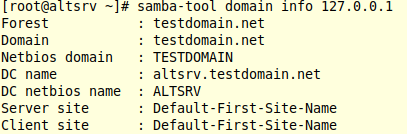 [root@altsrv ~]# samba-tool domain info 127.0.0.1
Forest           : testdomain.net
Domain           : testdomain.net
Netbios domain   : TESTDOMAIN
DC name          : altsrv.testdomain.net
DC netbios name  : ALTSRV
Server site      : Default-First-Site-Name
Client site      : Default-First-Site-Name